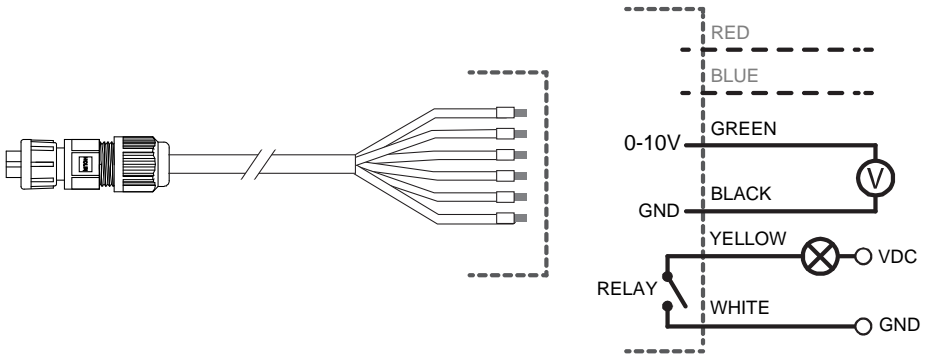 RED
BLUE
0-10V GREEN
V
GND BLACK
YELLOW
VDC
RELAY
WHITE
GND